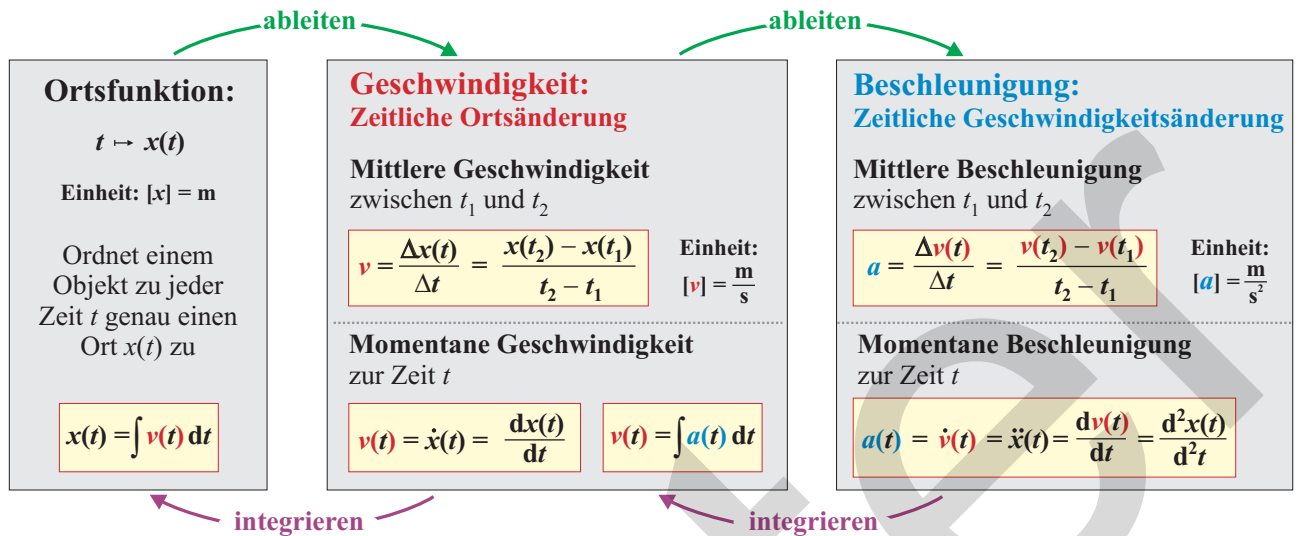 ableiten
ableiten
Ortsfunktion:
t ↦ x(t)
Einheit: [x] = m
Ordnet einem
Objekt zu jeder
Zeit t genau einen
Ort x(t) zu
x(t) = ∫ v(t) dt
Geschwindigkeit:
Zeitliche Ortsänderung
Mittlere Geschwindigkeit
zwischen t₁ und t₂
v = Δx(t)/Δt = (x(t₂) – x(t₁))/(t₂ – t₁)
Einheit:
[v] = m/s
Momentane Geschwindigkeit
zur Zeit t
v(t) = ẋ(t) = dx(t)/dt
v(t) = ∫ a(t) dt
Beschleunigung:
Zeitliche Geschwindigkeitsänderung
Mittlere Beschleunigung
zwischen t₁ und t₂
a = Δv(t)/Δt = (v(t₂) – v(t₁))/(t₂ – t₁)
Einheit:
[a] = m/s²
Momentane Beschleunigung
zur Zeit t
a(t) = v̇(t) = ẍ(t) = dv(t)/dt = d²x(t)/d²t
integrieren
integrieren